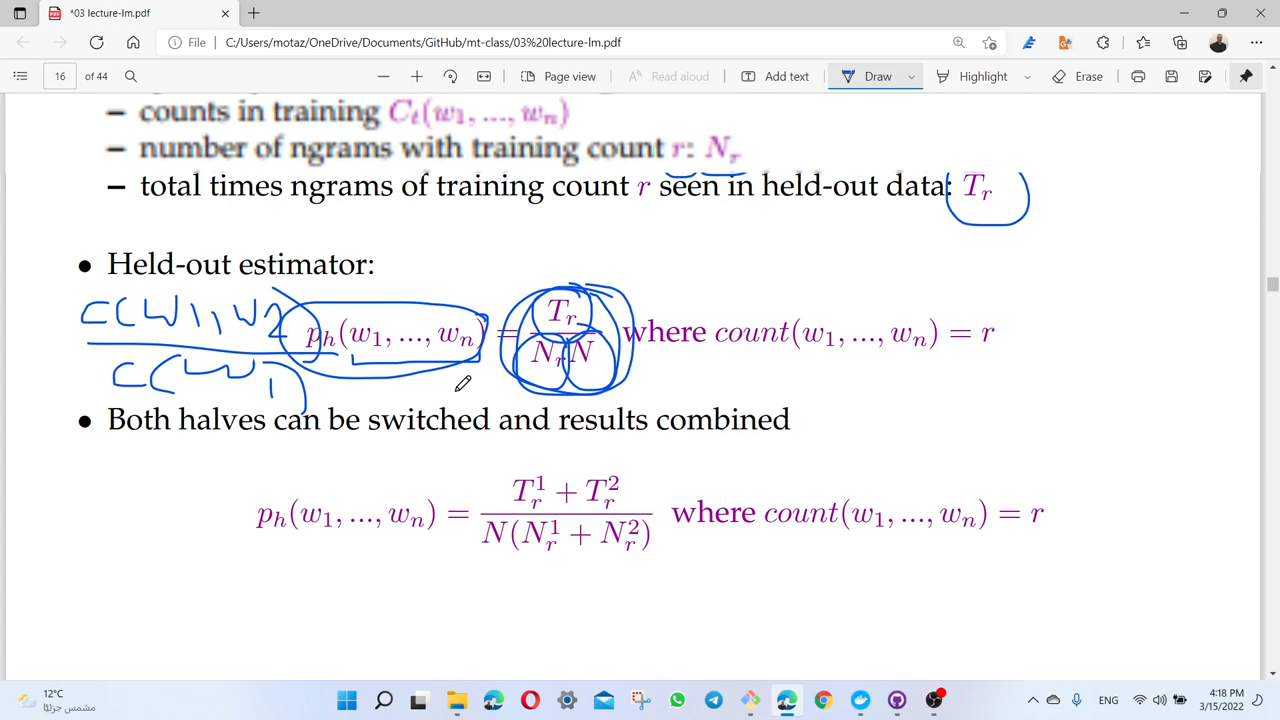 *03 lecture-lm.pdf
File C:/Users/motaz/OneDrive/Documents/GitHub/mt-class/03%20lecture-lm.pdf
16 of 44 Page view Read aloud Add text Draw Highlight Erase
– counts in training C_t(w_1, ..., w_n)
– number of ngrams with training count r: N_r
– total times ngrams of training count r seen in held-out data: T_r
• Held-out estimator:
C(W1, W2
C(W1)
p_h(w_1, ..., w_n) = T_r / N_r N where count(w_1, ..., w_n) = r
• Both halves can be switched and results combined
p_h(w_1, ..., w_n) = T_r^1 + T_r^2 / N(N_r^1 + N_r^2) where count(w_1, ..., w_n) = r
12°C
مشمس جزئيًا
ENG
4:18 PM
3/15/2022